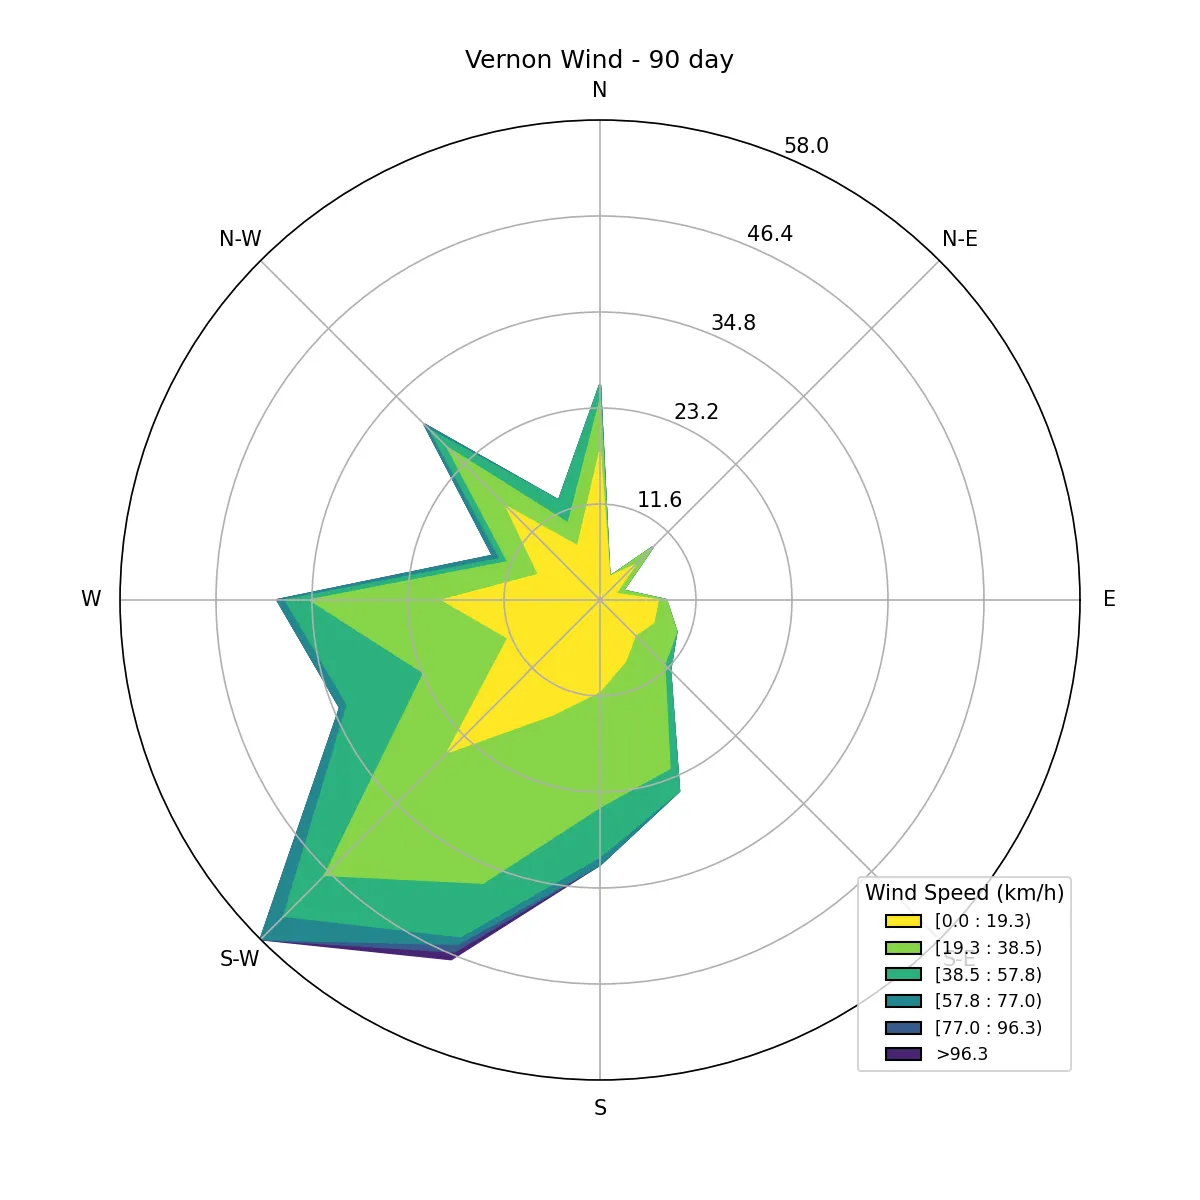 Vernon Wind - 90 day
N
58.0
N-W
46.4
N-E
34.8
23.2
11.6
W
E
S-W
S-E
S
Wind Speed (km/h)
[0.0 : 19.3)
[19.3 : 38.5)
[38.5 : 57.8)
[57.8 : 77.0)
[77.0 : 96.3)
>96.3